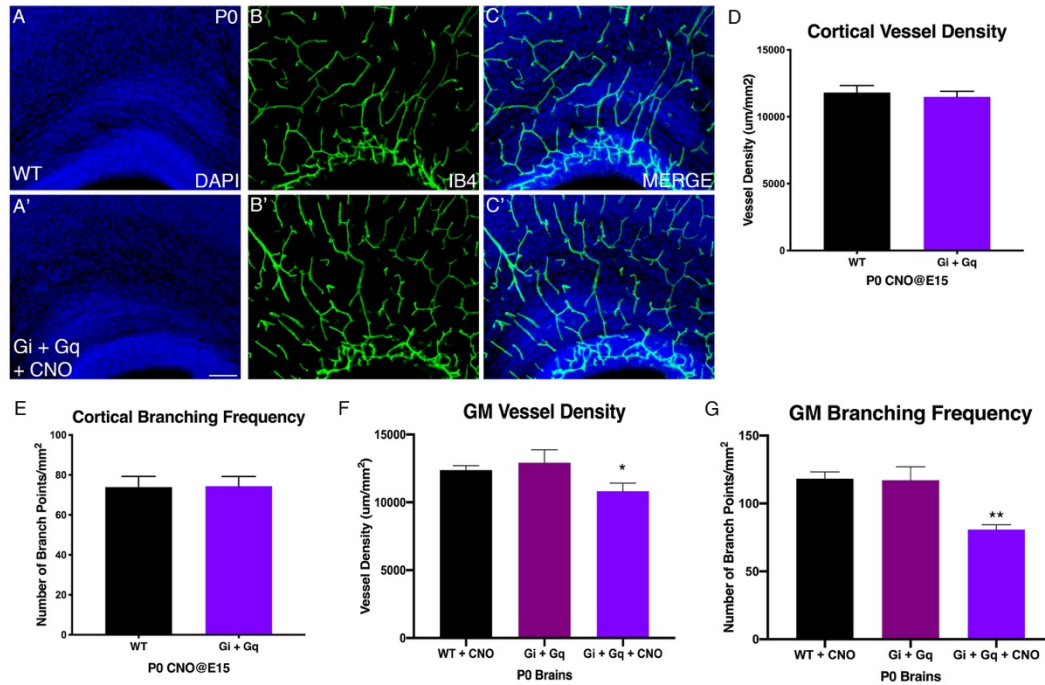 A P0
B
C
WT DAPI
IB4
MERGE
A'
B'
C'
Gi + Gq
+ CNO
D
Cortical Vessel Density
Vessel Density (um/mm2)
15000
10000
5000
0
WT Gi + Gq
P0 CNO@E15
E
Cortical Branching Frequency
Number of Branch Points/mm²
100
80
60
40
20
0
WT Gi + Gq
P0 CNO@E15
F
GM Vessel Density
Vessel Density (um/mm²)
15000
10000
5000
0
*
WT + CNO Gi + Gq Gi + Gq + CNO
P0 Brains
G
GM Branching Frequency
Number of Branch Points/mm²
150
100
50
0
**
WT + CNO Gi + Gq Gi + Gq + CNO
P0 Brains